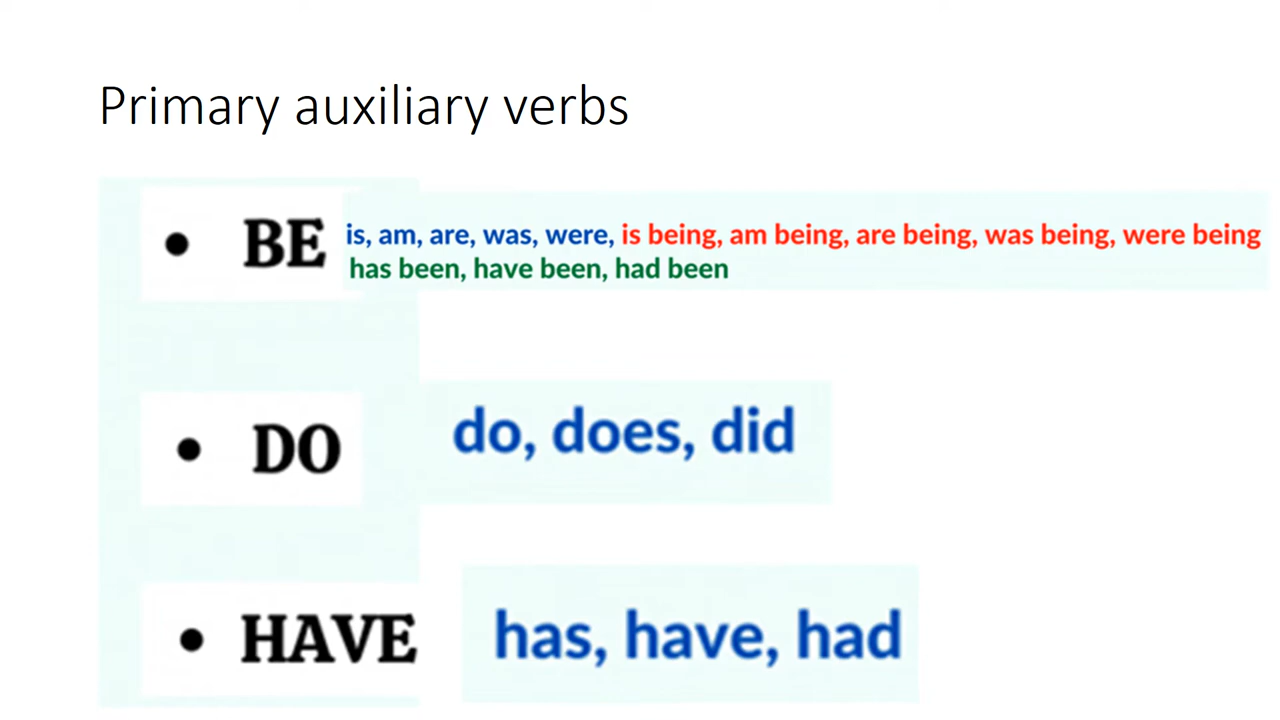 Primary auxiliary verbs
• BE is, am, are, was, were, is being, am being, are being, was being, were being
has been, have been, had been
• DO do, does, did
• HAVE has, have, had